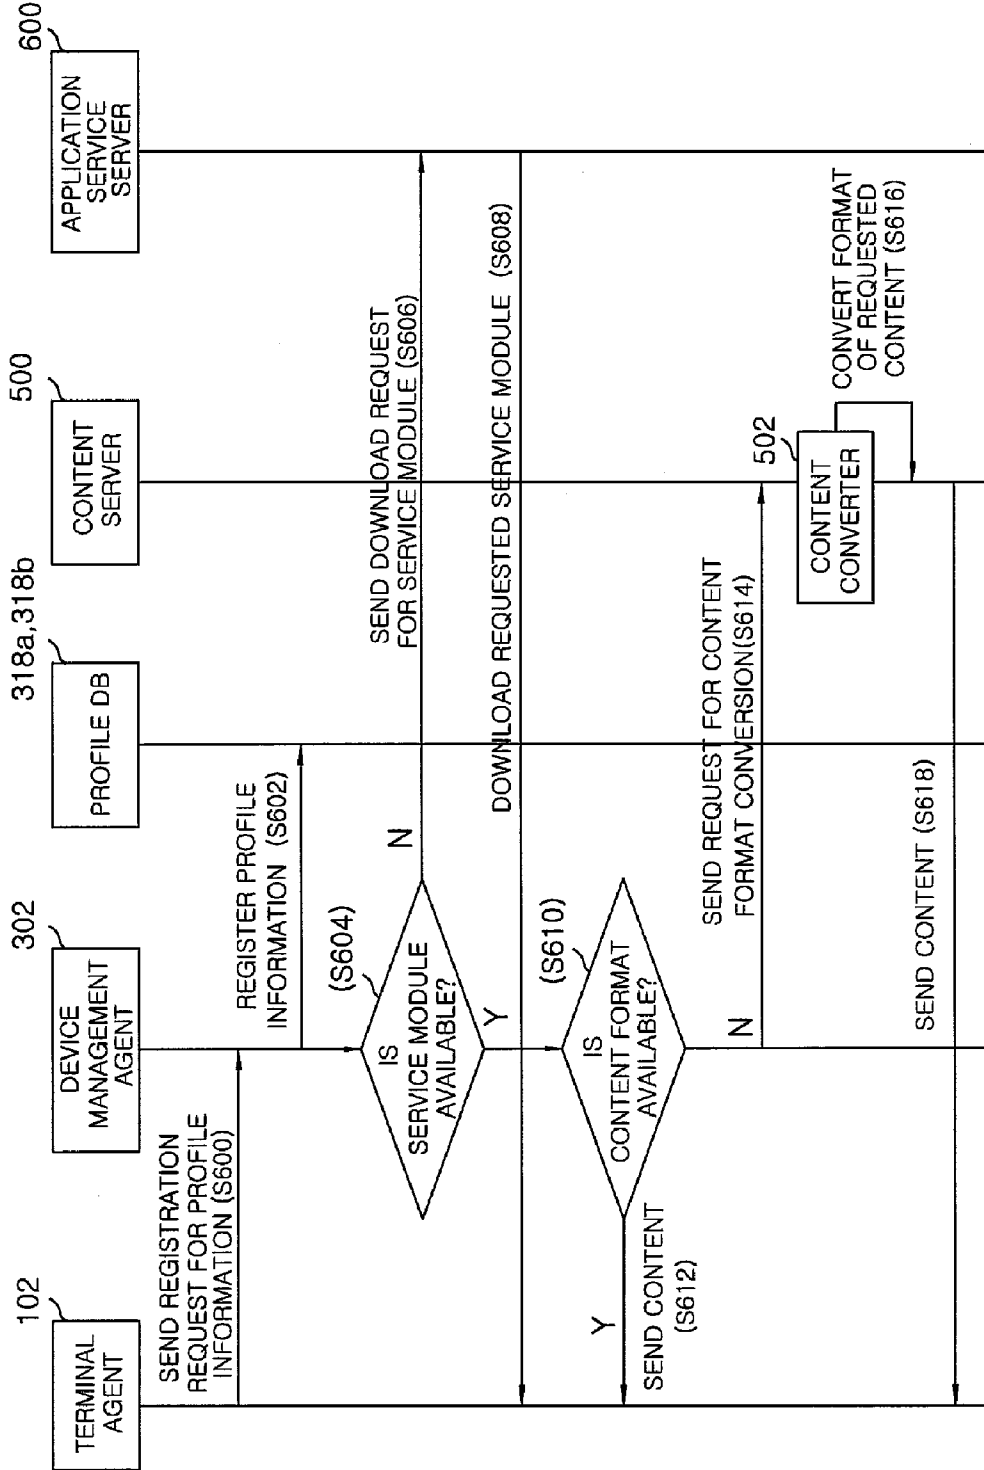 102
TERMINAL
AGENT
302
DEVICE
MANAGEMENT
AGENT
318a,318b
PROFILE DB
500
CONTENT
SERVER
600
APPLICATION
SERVICE
SERVER
SEND REGISTRATION
REQUEST FOR PROFILE
INFORMATION (S600)
REGISTER PROFILE
INFORMATION (S602)
(S604)
IS
SERVICE MODULE
AVAILABLE?
N
Y
SEND DOWNLOAD REQUEST
FOR SERVICE MODULE (S606)
DOWNLOAD REQUESTED SERVICE MODULE (S608)
(S610)
IS
CONTENT FORMAT
AVAILABLE?
Y
SEND CONTENT
(S612)
N
SEND REQUEST FOR CONTENT
FORMAT CONVERSION(S614)
502
CONTENT
CONVERTER
CONVERT FORMAT
OF REQUESTED
CONTENT (S616)
SEND CONTENT (S618)